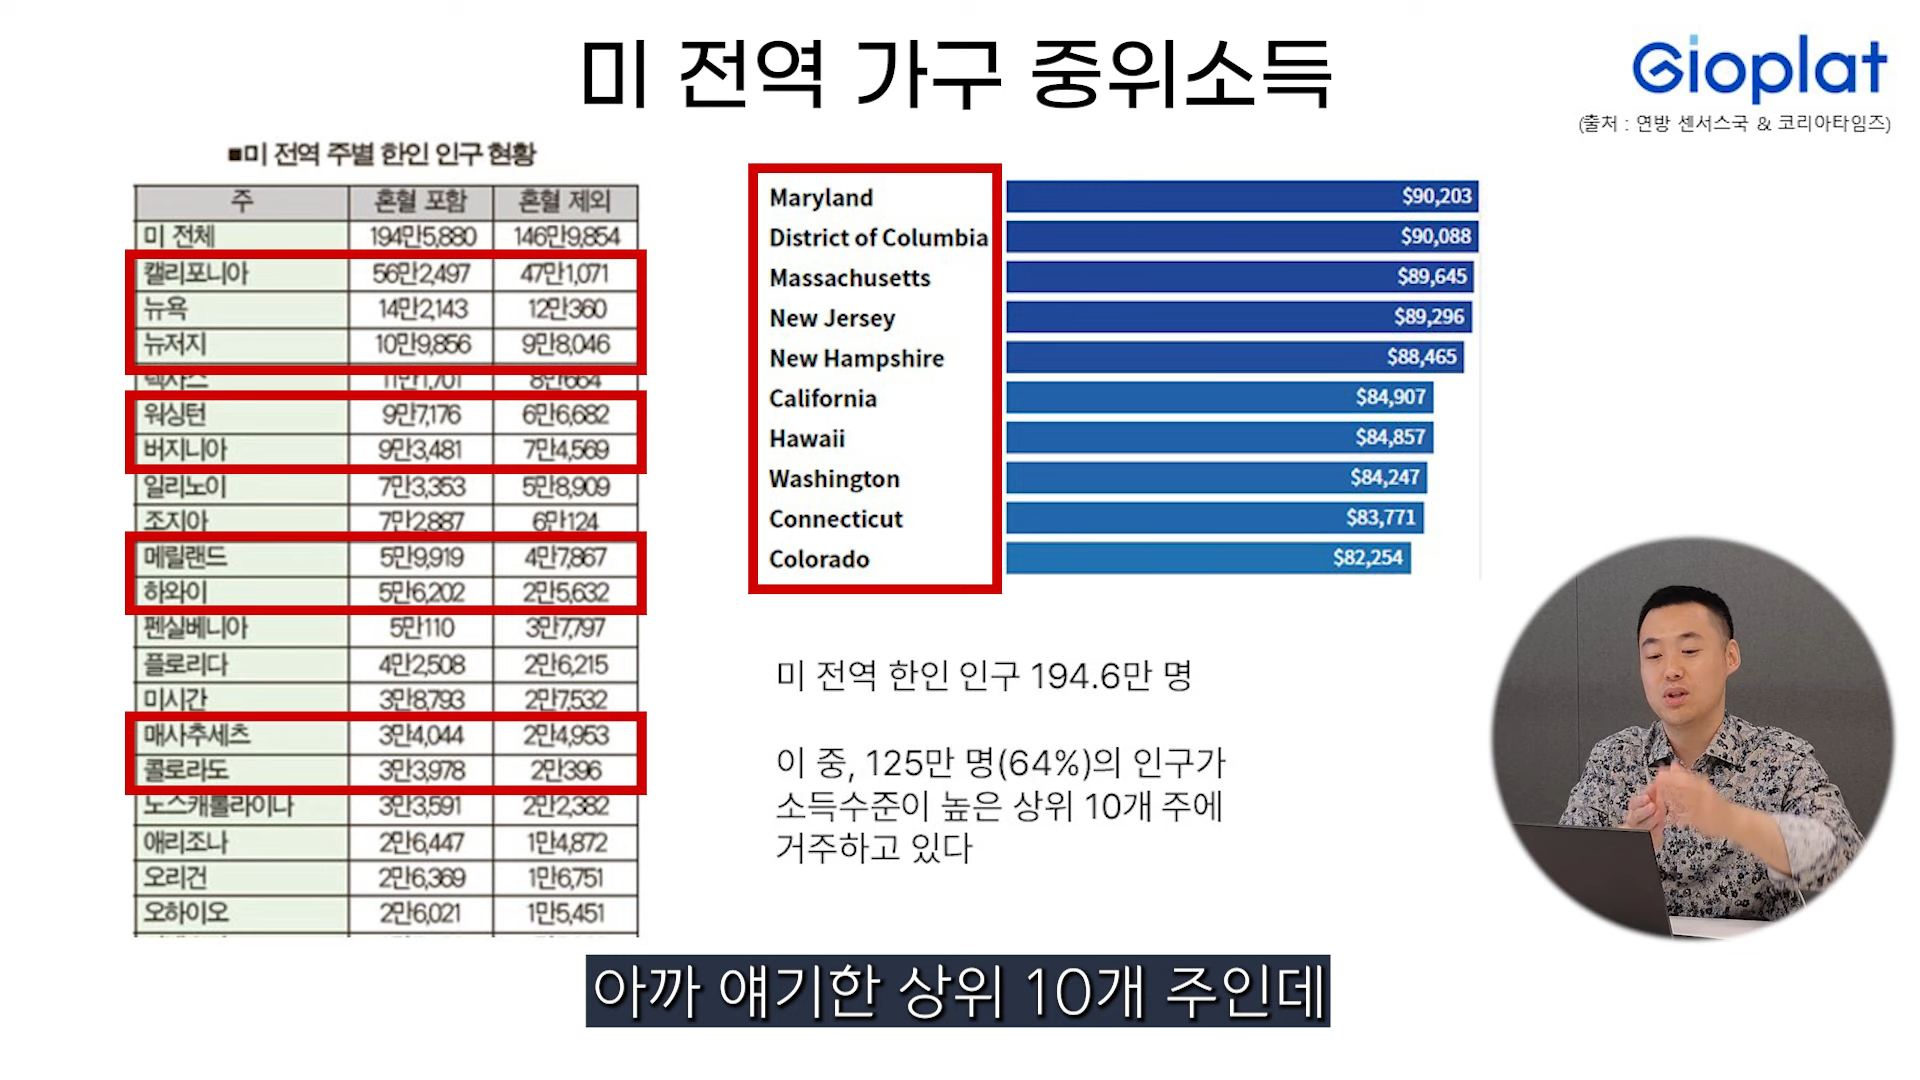 미 전역 가구 중위소득
Gioplat
(출처 : 연방 센서스국 & 코리아타임즈)
■미 전역 주별 한인 인구 현황
주 혼혈 포함 혼혈 제외
미 전체 194만5,880 146만9,854
캘리포니아 56만2,497 47만1,071
뉴욕 14만2,143 12만360
뉴저지 10만9,856 9만8,046
텍사스 11만1,701 8만664
워싱턴 9만7,176 6만6,682
버지니아 9만3,481 7만4,569
일리노이 7만3,353 5만8,909
조지아 7만2,887 6만124
메릴랜드 5만9,919 4만7,867
하와이 5만6,202 2만5,632
펜실베니아 5만110 3만7,797
플로리다 4만2,508 2만6,215
미시간 3만8,793 2만7,532
매사추세츠 3만4,044 2만4,953
콜로라도 3만3,978 2만396
노스캐롤라이나 3만3,591 2만2,382
애리조나 2만6,447 1만4,872
오리건 2만6,369 1만6,751
오하이오 2만6,021 1만5,451
Maryland $90,203
District of Columbia $90,088
Massachusetts $89,645
New Jersey $89,296
New Hampshire $88,465
California $84,907
Hawaii $84,857
Washington $84,247
Connecticut $83,771
Colorado $82,254
미 전역 한인 인구 194.6만 명
이 중, 125만 명(64%)의 인구가
소득수준이 높은 상위 10개 주에
거주하고 있다
아까 얘기한 상위 10개 주인데